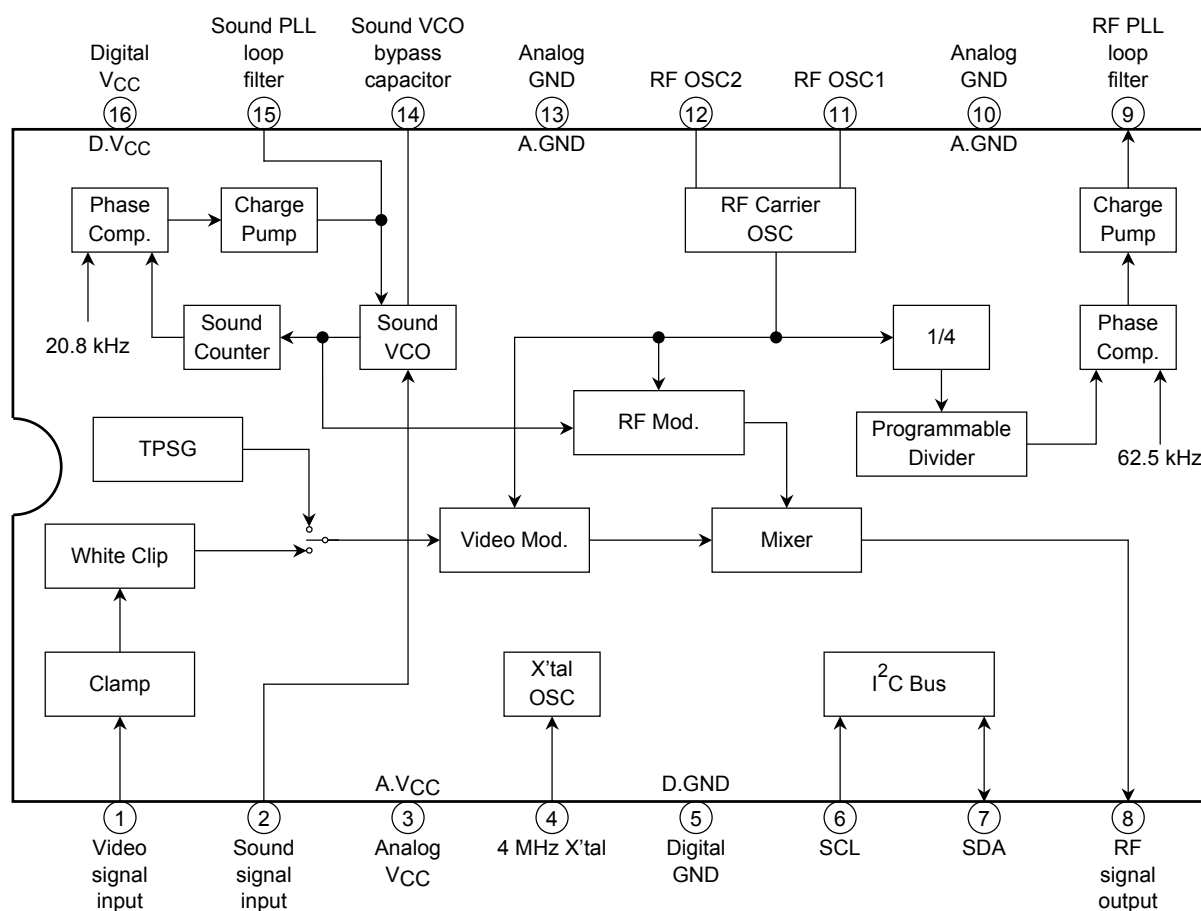 Digital
VCC
16
D.VCC
Sound PLL
loop
filter
15
Sound VCO
bypass
capacitor
14
Analog
GND
13
A.GND
RF OSC2
12
RF OSC1
11
Analog
GND
10
A.GND
RF PLL
loop
filter
9
Phase
Comp.
Charge
Pump
RF Carrier
OSC
Charge
Pump
20.8 kHz
Sound
Counter
Sound
VCO
1/4
Phase
Comp.
TPSG
RF Mod.
Programmable
Divider
62.5 kHz
White Clip
Video Mod.
Mixer
Clamp
X'tal
OSC
I2C Bus
A.VCC
D.GND
1
Video
signal
input
2
Sound
signal
input
3
Analog
VCC
4
4 MHz X'tal
5
Digital
GND
6
SCL
7
SDA
8
RF
signal
output